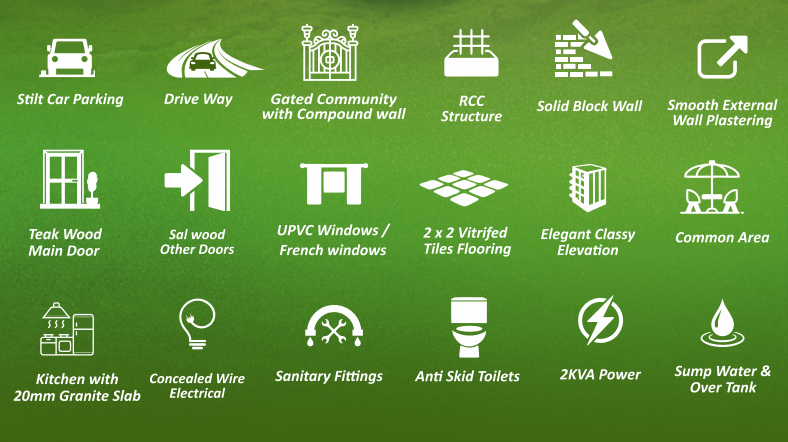 Stilt Car Parking
Drive Way
Gated Community
with Compound wall
RCC
Structure
Solid Block Wall
Smooth External
Wall Plastering
Teak Wood
Main Door
Sal wood
Other Doors
UPVC Windows /
French windows
2 x 2 Vitrifed
Tiles Flooring
Elegant Classy
Elevation
Common Area
Kitchen with
20mm Granite Slab
Concealed Wire
Electrical
Sanitary Fittings
Anti Skid Toilets
2KVA Power
Sump Water &
Over Tank